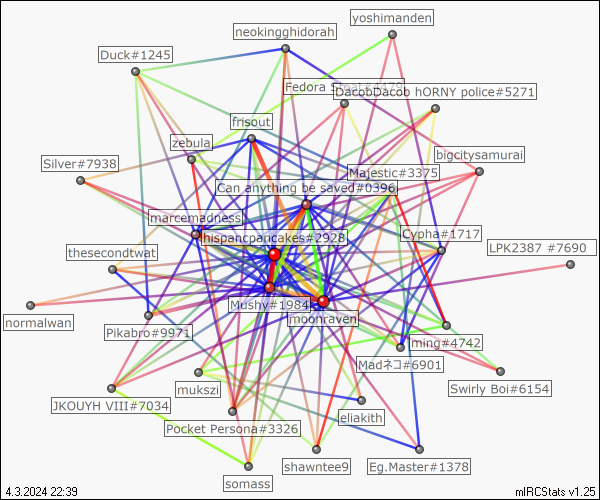 yoshimanden
neokingghidorah
Duck#1245
Fedora
DacobDacob hORNY police#5271
frisout
zebula
bigcitysamurai
Silver#7938
Majestic#3375
Can anything be saved#0396
marcemadness
Cypha#1717
hispancpancakes#2928
LPK2387 #7690
thesecondtwat
Mushy#1984
moonraven
normalwan
Pikabro#9971
ming#4742
Madネコ#6901
Swirly Boi#6154
mukszi
JKOUYH VIII#7034
eliakith
Pocket Persona#3326
shawntee9
Eg.Master#1378
somass
4.3.2024 22:39
mIRCStats v1.25